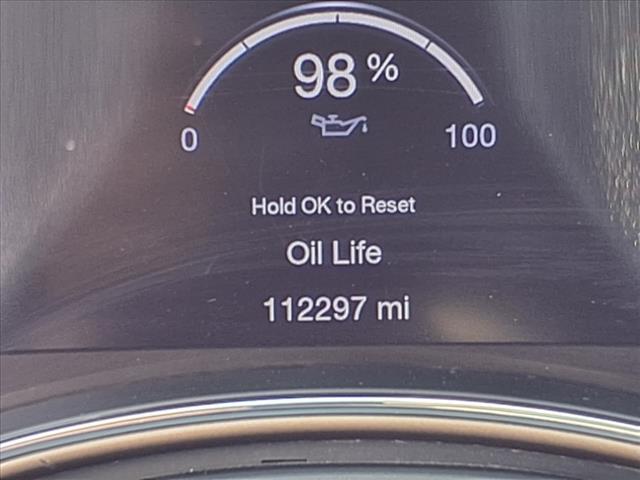 98 %
0 100
Hold OK to Reset
Oil Life
112297 mi